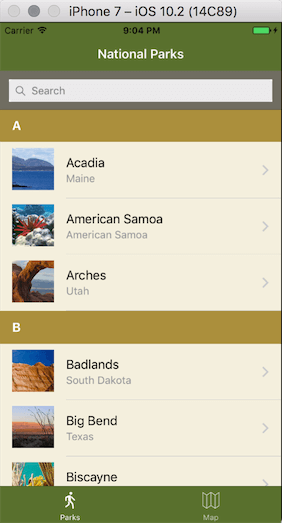 iPhone 7 – iOS 10.2 (14C89)
Carrier 9:04 PM
National Parks
Search
A
Acadia
Maine
American Samoa
American Samoa
Arches
Utah
B
Badlands
South Dakota
Big Bend
Texas
Biscayne
Parks Map